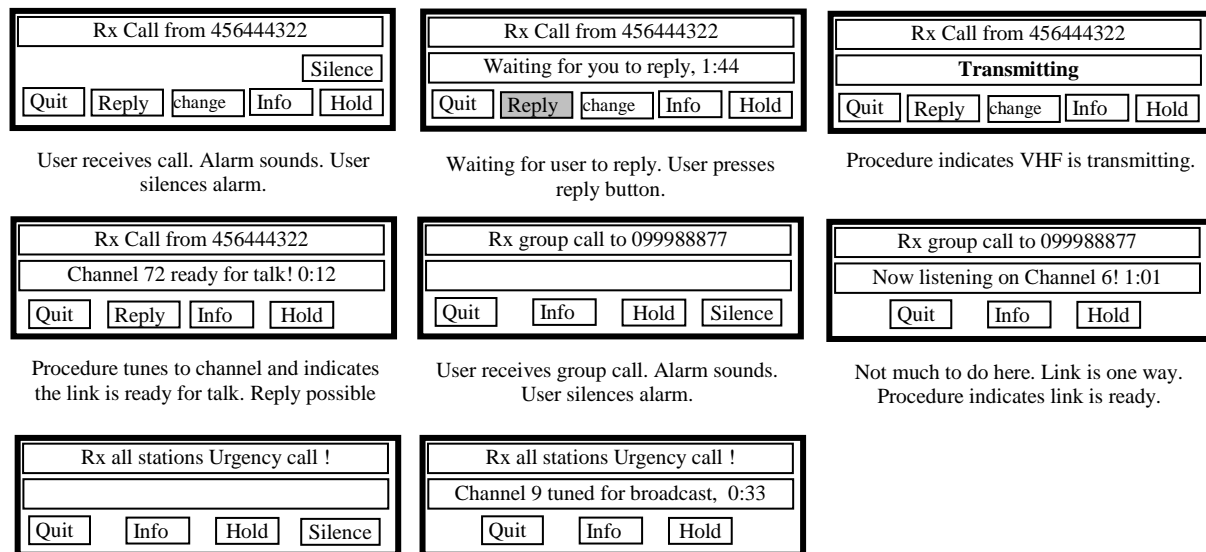 Rx Call from 456444322
Silence
Quit Reply change Info Hold
User receives call. Alarm sounds. User
silences alarm.
Rx Call from 456444322
Waiting for you to reply, 1:44
Quit Reply change Info Hold
Waiting for user to reply. User presses
reply button.
Rx Call from 456444322
Transmitting
Quit Reply change Info Hold
Procedure indicates VHF is transmitting.
Rx Call from 456444322
Channel 72 ready for talk! 0:12
Quit Reply Info Hold
Procedure tunes to channel and indicates
the link is ready for talk. Reply possible
Rx group call to 099988877
Quit Info Hold Silence
User receives group call. Alarm sounds.
User silences alarm.
Rx group call to 099988877
Now listening on Channel 6! 1:01
Quit Info Hold
Not much to do here. Link is one way.
Procedure indicates link is ready.
Rx all stations Urgency call !
Quit Info Hold Silence
Rx all stations Urgency call !
Channel 9 tuned for broadcast, 0:33
Quit Info Hold